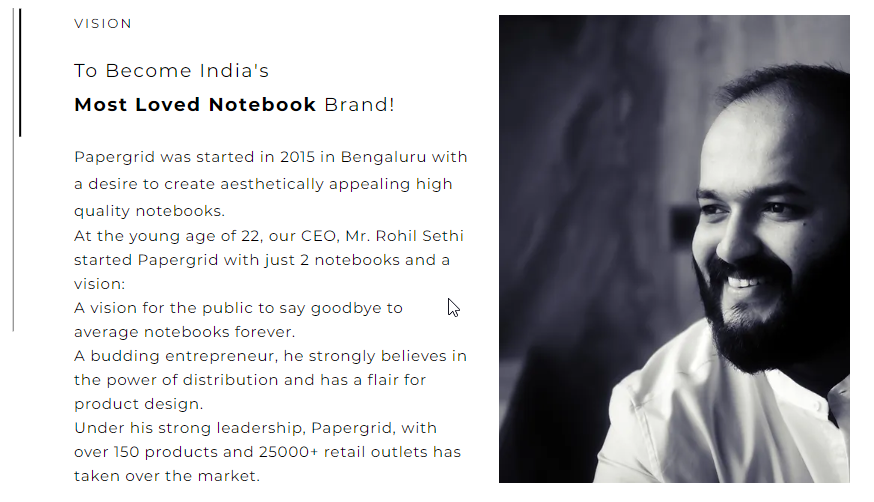 VISION
To Become India's
Most Loved Notebook Brand!
Papergrid was started in 2015 in Bengaluru with
a desire to create aesthetically appealing high
quality notebooks.
At the young age of 22, our CEO, Mr. Rohil Sethi
started Papergrid with just 2 notebooks and a
vision:
A vision for the public to say goodbye to
average notebooks forever.
A budding entrepreneur, he strongly believes in
the power of distribution and has a flair for
product design.
Under his strong leadership, Papergrid, with
over 150 products and 25000+ retail outlets has
taken over the market.